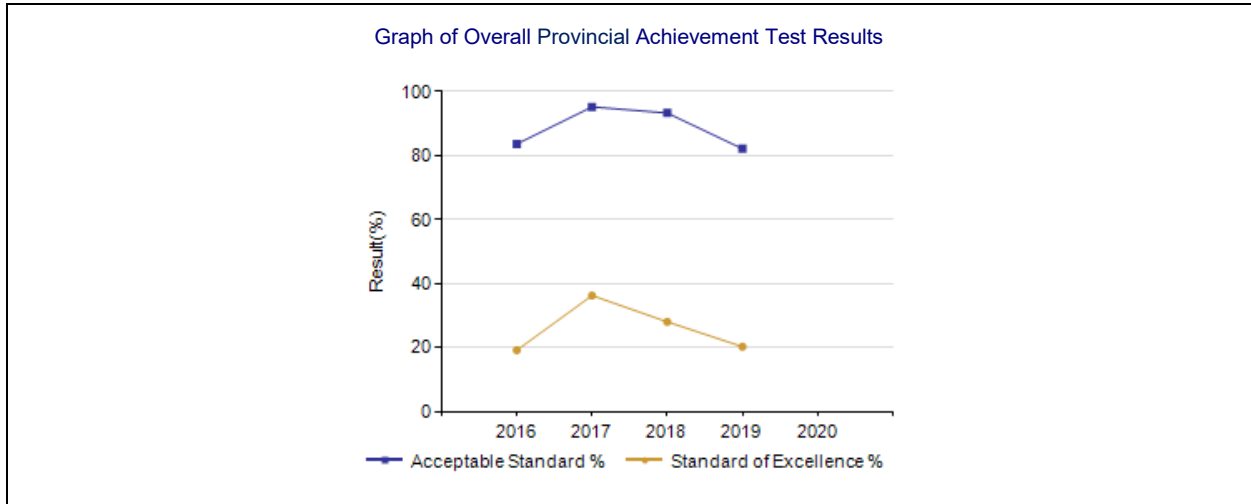 Graph of Overall Provincial Achievement Test Results
100
80
60
40
20
0
Result(%)
2016 2017 2018 2019 2020
Acceptable Standard % Standard of Excellence %